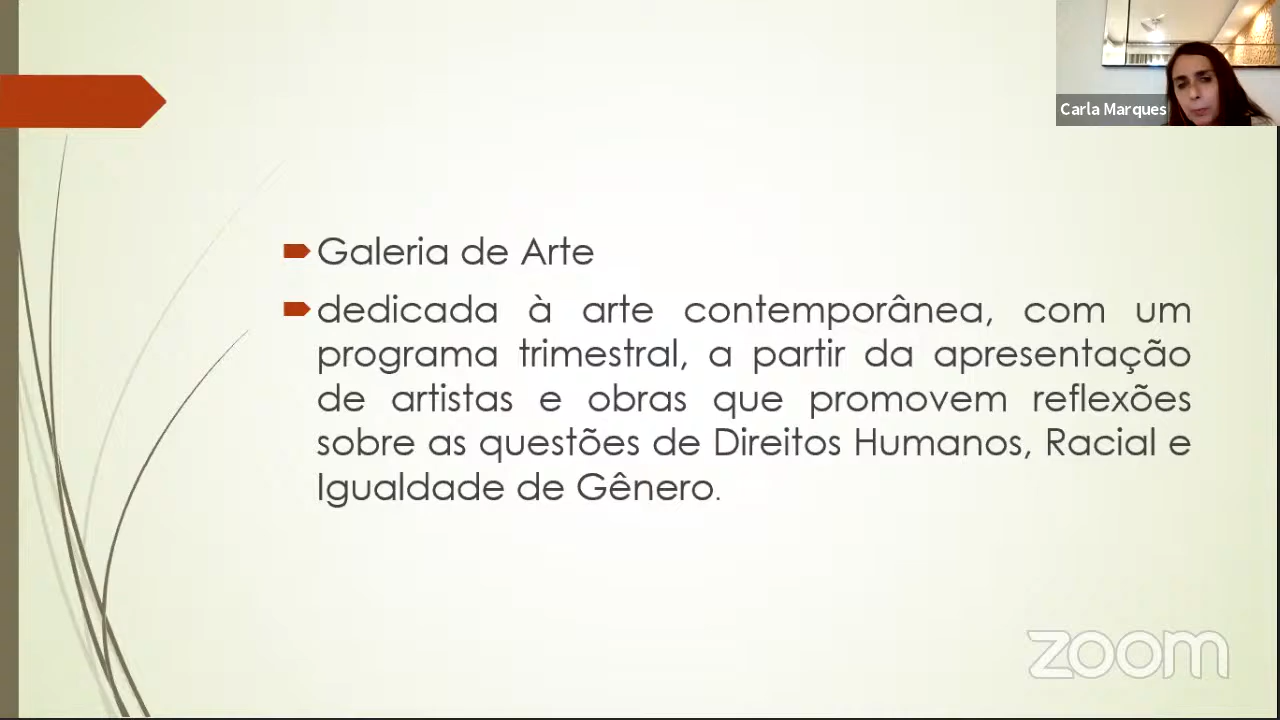 Carla Marques
Galeria de Arte
dedicada à arte contemporânea, com um
programa trimestral, a partir da apresentação
de artistas e obras que promovem reflexões
sobre as questões de Direitos Humanos, Racial e
Igualdade de Gênero.
zoom